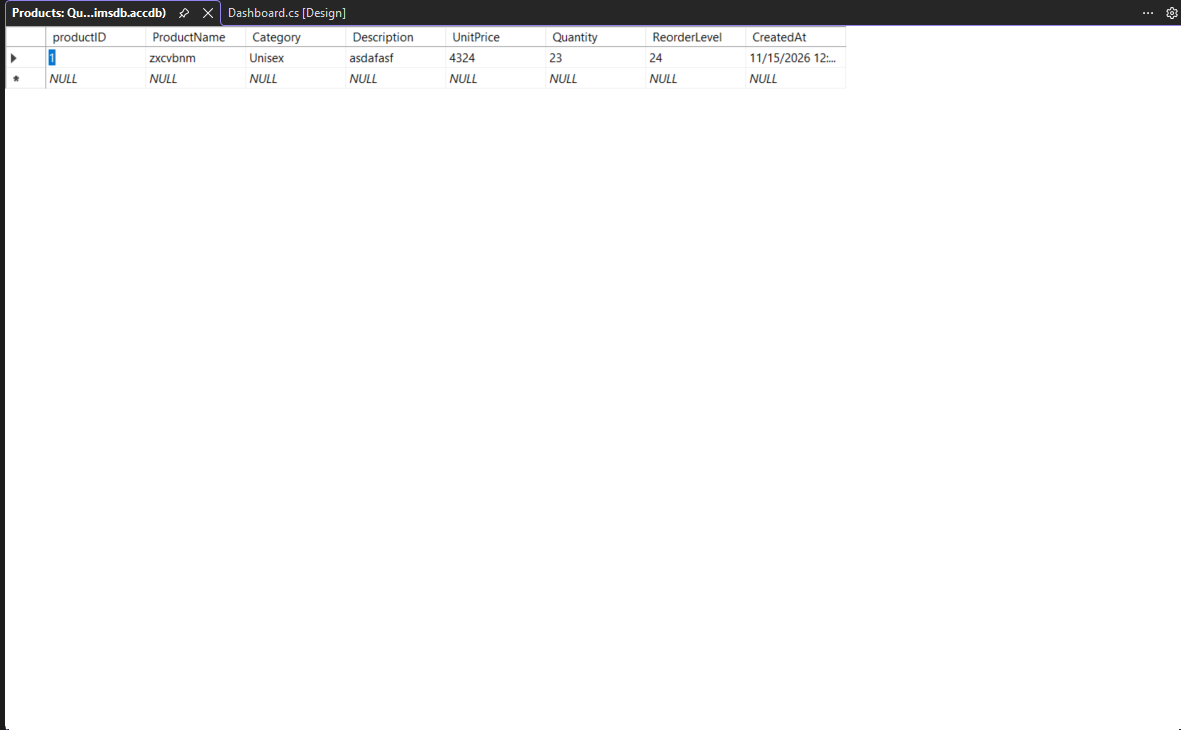 Products: Qu...imsdb.accdb) Dashboard.cs [Design]
productID ProductName Category Description UnitPrice Quantity ReorderLevel CreatedAt
1 zxcvbnm Unisex asdafasf 4324 23 24 11/15/2026 12:...
NULL NULL NULL NULL NULL NULL NULL NULL